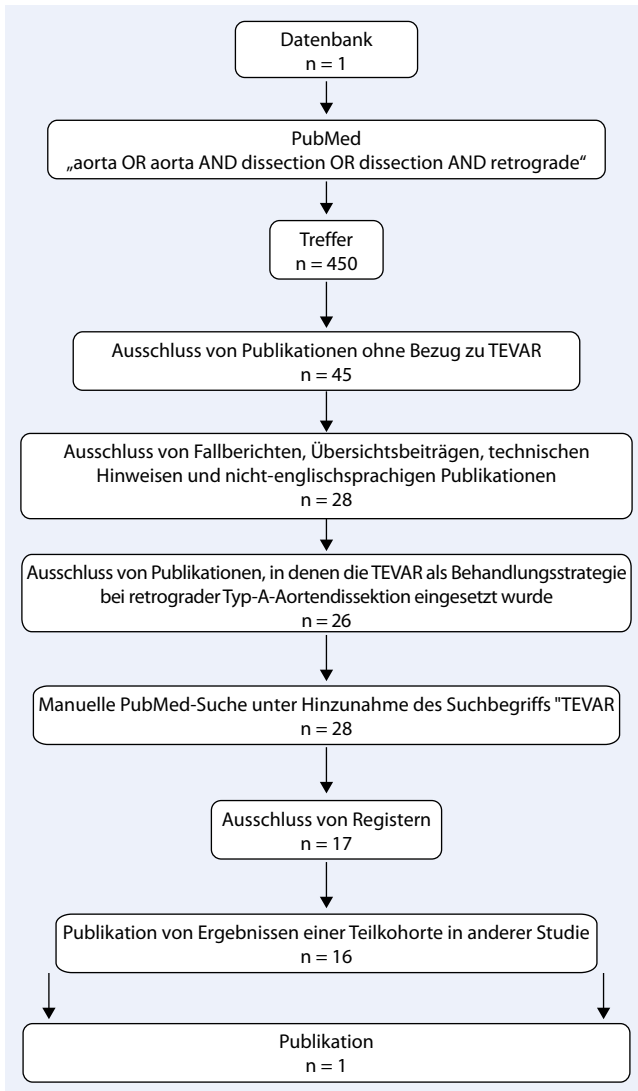 Datenbank
n = 1
PubMed
„aorta OR aorta AND dissection OR dissection AND retrograde“
Treffer
n = 450
Ausschluss von Publikationen ohne Bezug zu TEVAR
n = 45
Ausschluss von Fallberichten, Übersichtsbeiträgen, technischen
Hinweisen und nicht-englischsprachigen Publikationen
n = 28
Ausschluss von Publikationen, in denen die TEVAR als Behandlungsstrategie
bei retrograder Typ-A-Aortendissektion eingesetzt wurde
n = 26
Manuelle PubMed-Suche unter Hinzunahme des Suchbegriffs "TEVAR
n = 28
Ausschluss von Registern
n = 17
Publikation von Ergebnissen einer Teilkohorte in anderer Studie
n = 16
Publikation
n = 1